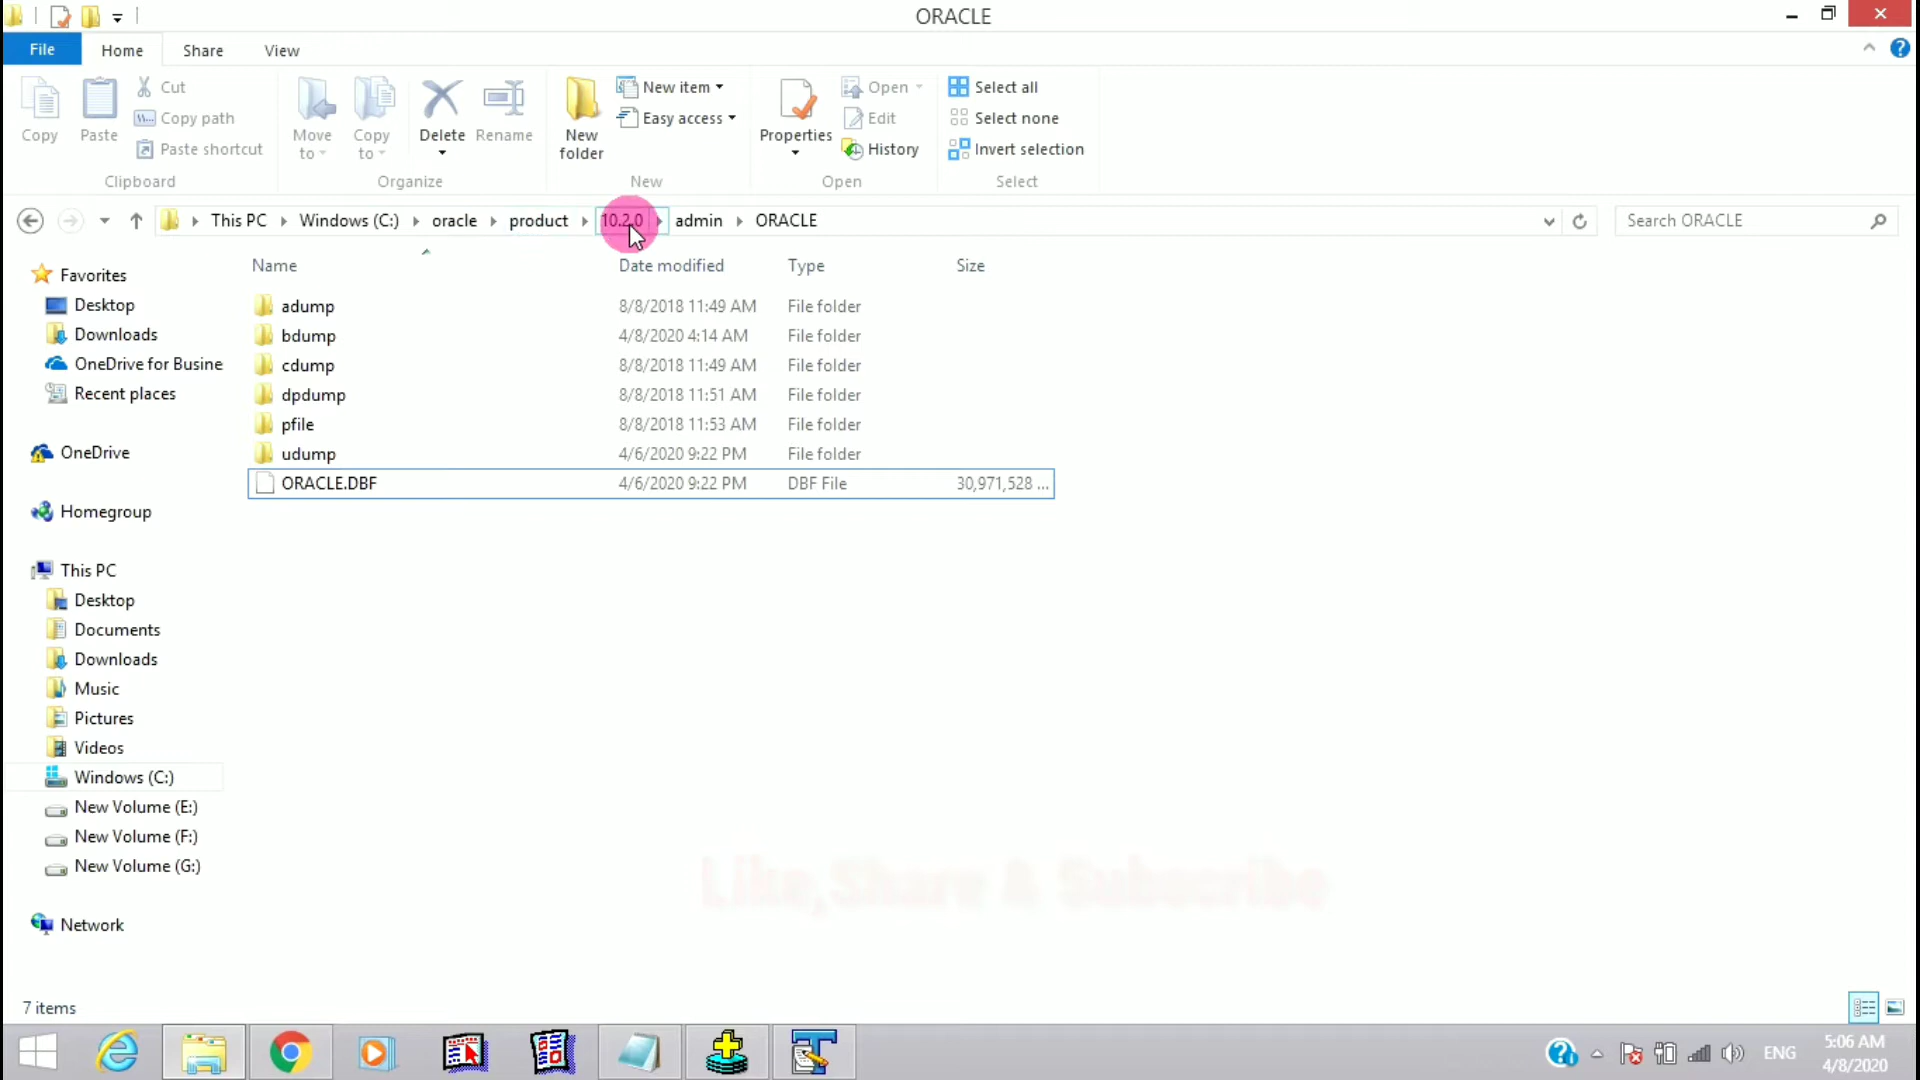 ORACLE
File Home Share View
Copy Paste Cut Copy path Paste shortcut
Clipboard
Move to Copy to Delete Rename
Organize
New folder New item Easy access
New
Properties Open Edit History
Open
Select all Select none Invert selection
Select
This PC Windows (C:) oracle product 10.2.0 admin ORACLE
Search ORACLE
Name Date modified Type Size
adump 8/8/2018 11:49 AM File folder
bdump 4/8/2020 4:14 AM File folder
cdump 8/8/2018 11:49 AM File folder
dpdump 8/8/2018 11:51 AM File folder
pfile 8/8/2018 11:53 AM File folder
udump 4/6/2020 9:22 PM File folder
ORACLE.DBF 4/6/2020 9:22 PM DBF File 30,971,528 ...
Favorites
Desktop
Downloads
OneDrive for Busine
Recent places
OneDrive
Homegroup
This PC
Desktop
Documents
Downloads
Music
Pictures
Videos
Windows (C:)
New Volume (E:)
New Volume (F:)
New Volume (G:)
Network
Like,Share & Subscribe
7 items
ENG
5:06 AM
4/8/2020